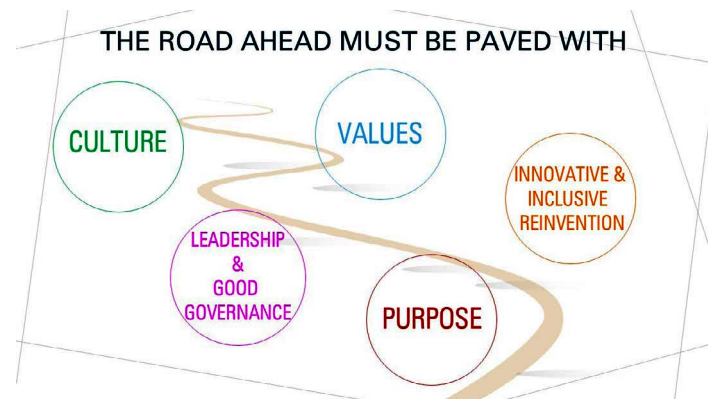 THE ROAD AHEAD MUST BE PAVED WITH
CULTURE
VALUES
INNOVATIVE &
INCLUSIVE
REINVENTION
LEADERSHIP
&
GOOD
GOVERNANCE
PURPOSE